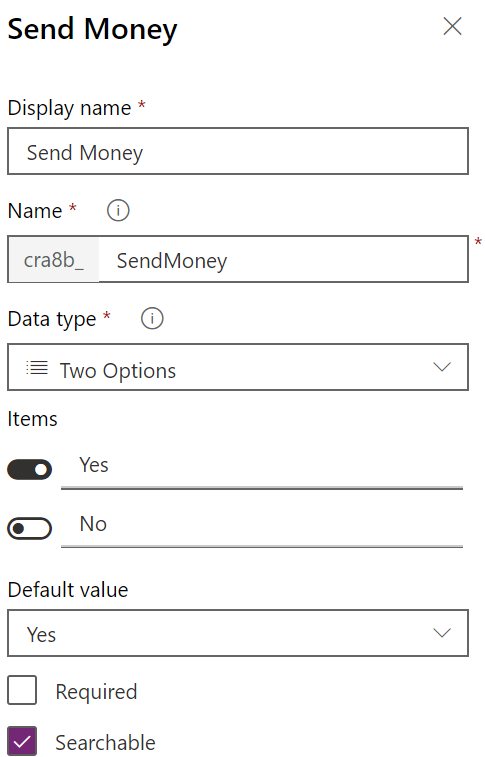 Send Money
Display name *
Send Money
Name *
cra8b_ SendMoney *
Data type *
Two Options
Items
Yes
No
Default value
Yes
Required
Searchable